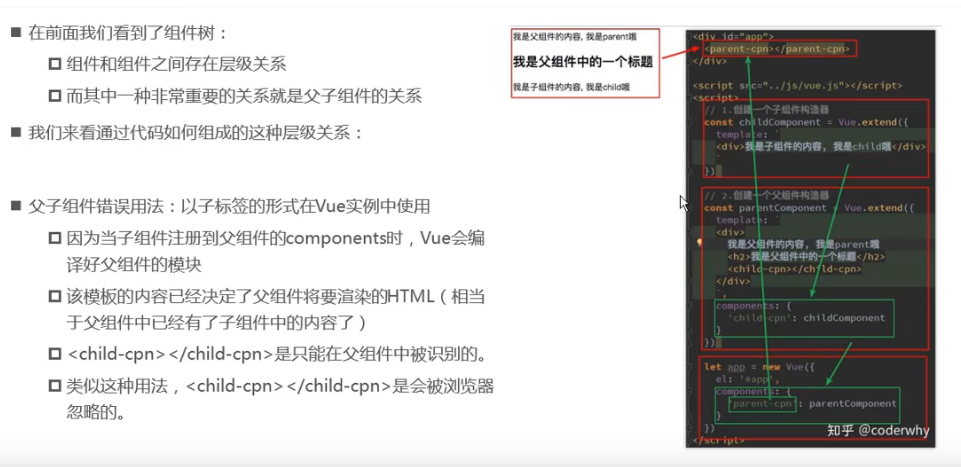 ■ 在前面我们看到了组件树：
组件和组件之间存在层级关系
而其中一种非常重要的关系就是父子组件的关系
■ 我们来看通过代码如何组成的这种层级关系：
■ 父子组件错误用法：以子标签的形式在Vue实例中使用
因为当子组件注册到父组件的components时，Vue会编
译好父组件的模块
该模板的内容已经决定了父组件将要渲染的HTML（相当
于父组件中已经有了子组件中的内容了）
<child-cpn></child-cpn>是只能在父组件中被识别的。
类似这种用法，<child-cpn></child-cpn>是会被浏览器
忽略的。
我是父组件的内容, 我是parent哦
我是父组件中的一个标题
我是子组件的内容, 我是child哦
<div id="app">
<parent-cpn></parent-cpn>
</div>
<script src="../js/vue.js"></script>
<script>
// 1.创建一个子组件构造器
const childComponent = Vue.extend({
template: `
<div>我是子组件的内容, 我是child哦</div>
`
})
// 2.创建一个父组件构造器
const parentComponent = Vue.extend({
template: `
<div>
我是父组件的内容, 我是parent哦
<h2>我是父组件中的一个标题</h2>
<child-cpn></child-cpn>
</div>
`,
components: {
'child-cpn': childComponent
}
})
let app = new Vue({
el: '#app',
components: {
'parent-cpn': parentComponent
}
})
</script>
知乎 @coderwhy